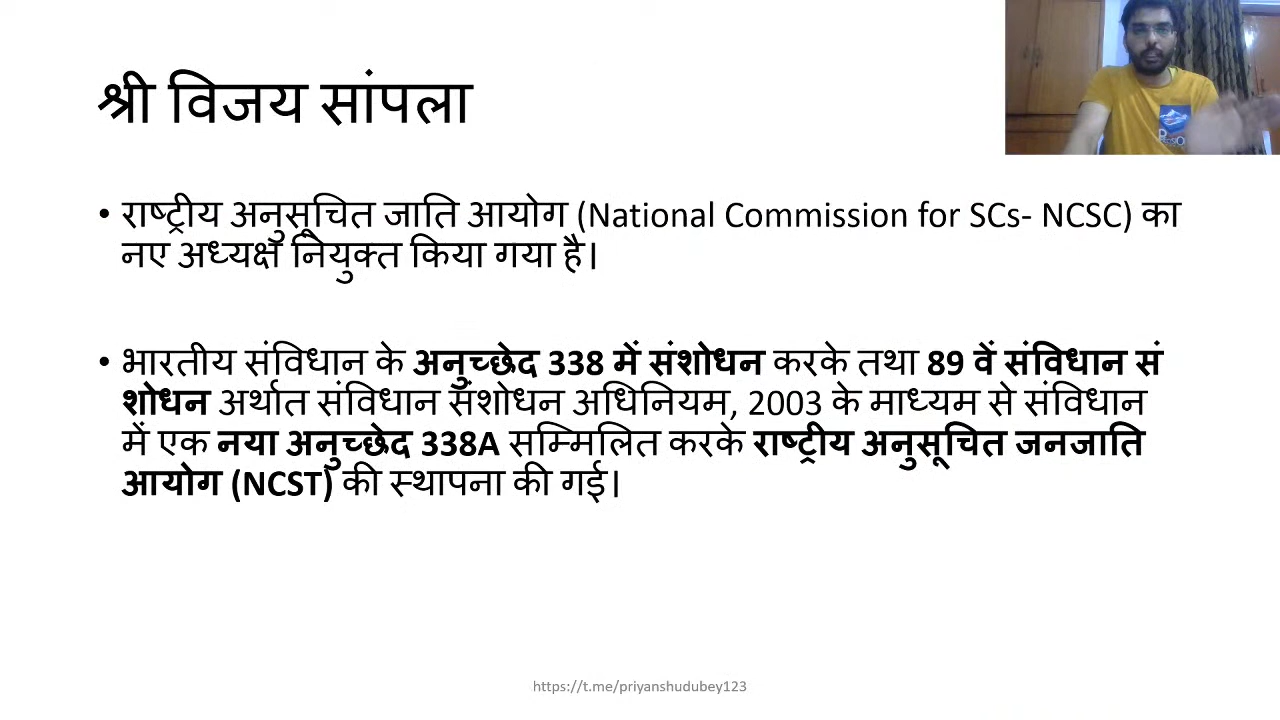 श्री विजय सांपला
• राष्ट्रीय अनुसूचित जाति आयोग (National Commission for SCs- NCSC) का
नए अध्यक्ष नियुक्त किया गया है।
• भारतीय संविधान के अनुच्छेद 338 में संशोधन करके तथा 89 वें संविधान सं
शोधन अर्थात संविधान संशोधन अधिनियम, 2003 के माध्यम से संविधान
में एक नया अनुच्छेद 338A सम्मिलित करके राष्ट्रीय अनुसूचित जनजाति
आयोग (NCST) की स्थापना की गई।
https://t.me/priyanshudubey123